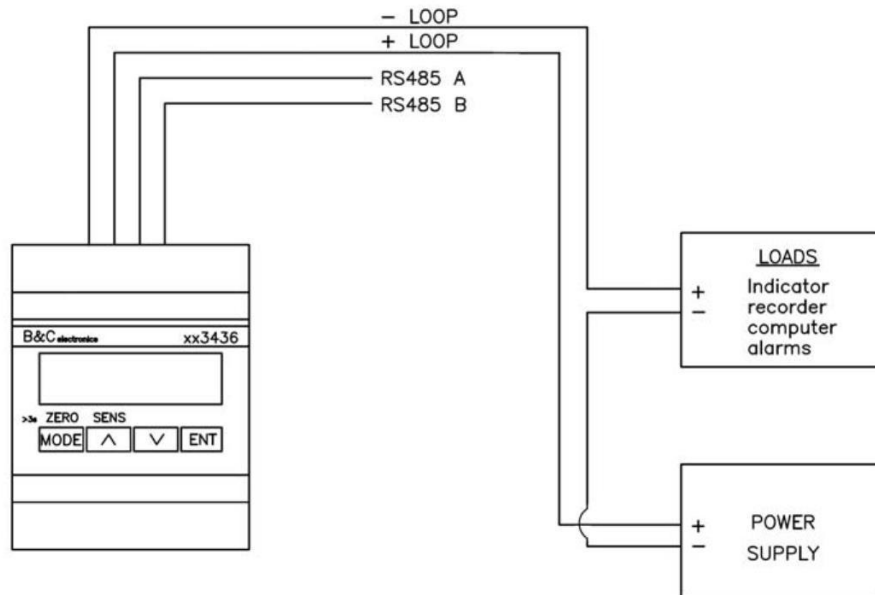 − LOOP
+ LOOP
RS485 A
RS485 B
B&C electronics xx3436
>3s ZERO SENS
MODE ∧ ∨ ENT
LOADS
+ Indicator
− recorder
computer
alarms
+ POWER
− SUPPLY